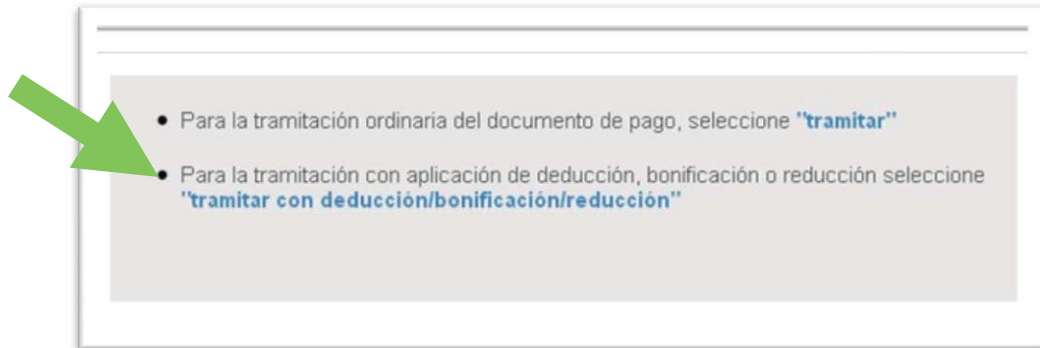 Para la tramitación ordinaria del documento de pago, seleccione "tramitar"
Para la tramitación con aplicación de deducción, bonificación o reducción seleccione
"tramitar con deducción/bonificación/reducción"